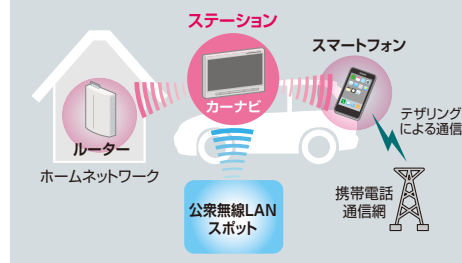 ステーション
スマートフォン
カーナビ
ルーター
ホームネットワーク
テザリング
による通信
公衆無線LAN
スポット
携帯電話
通信網